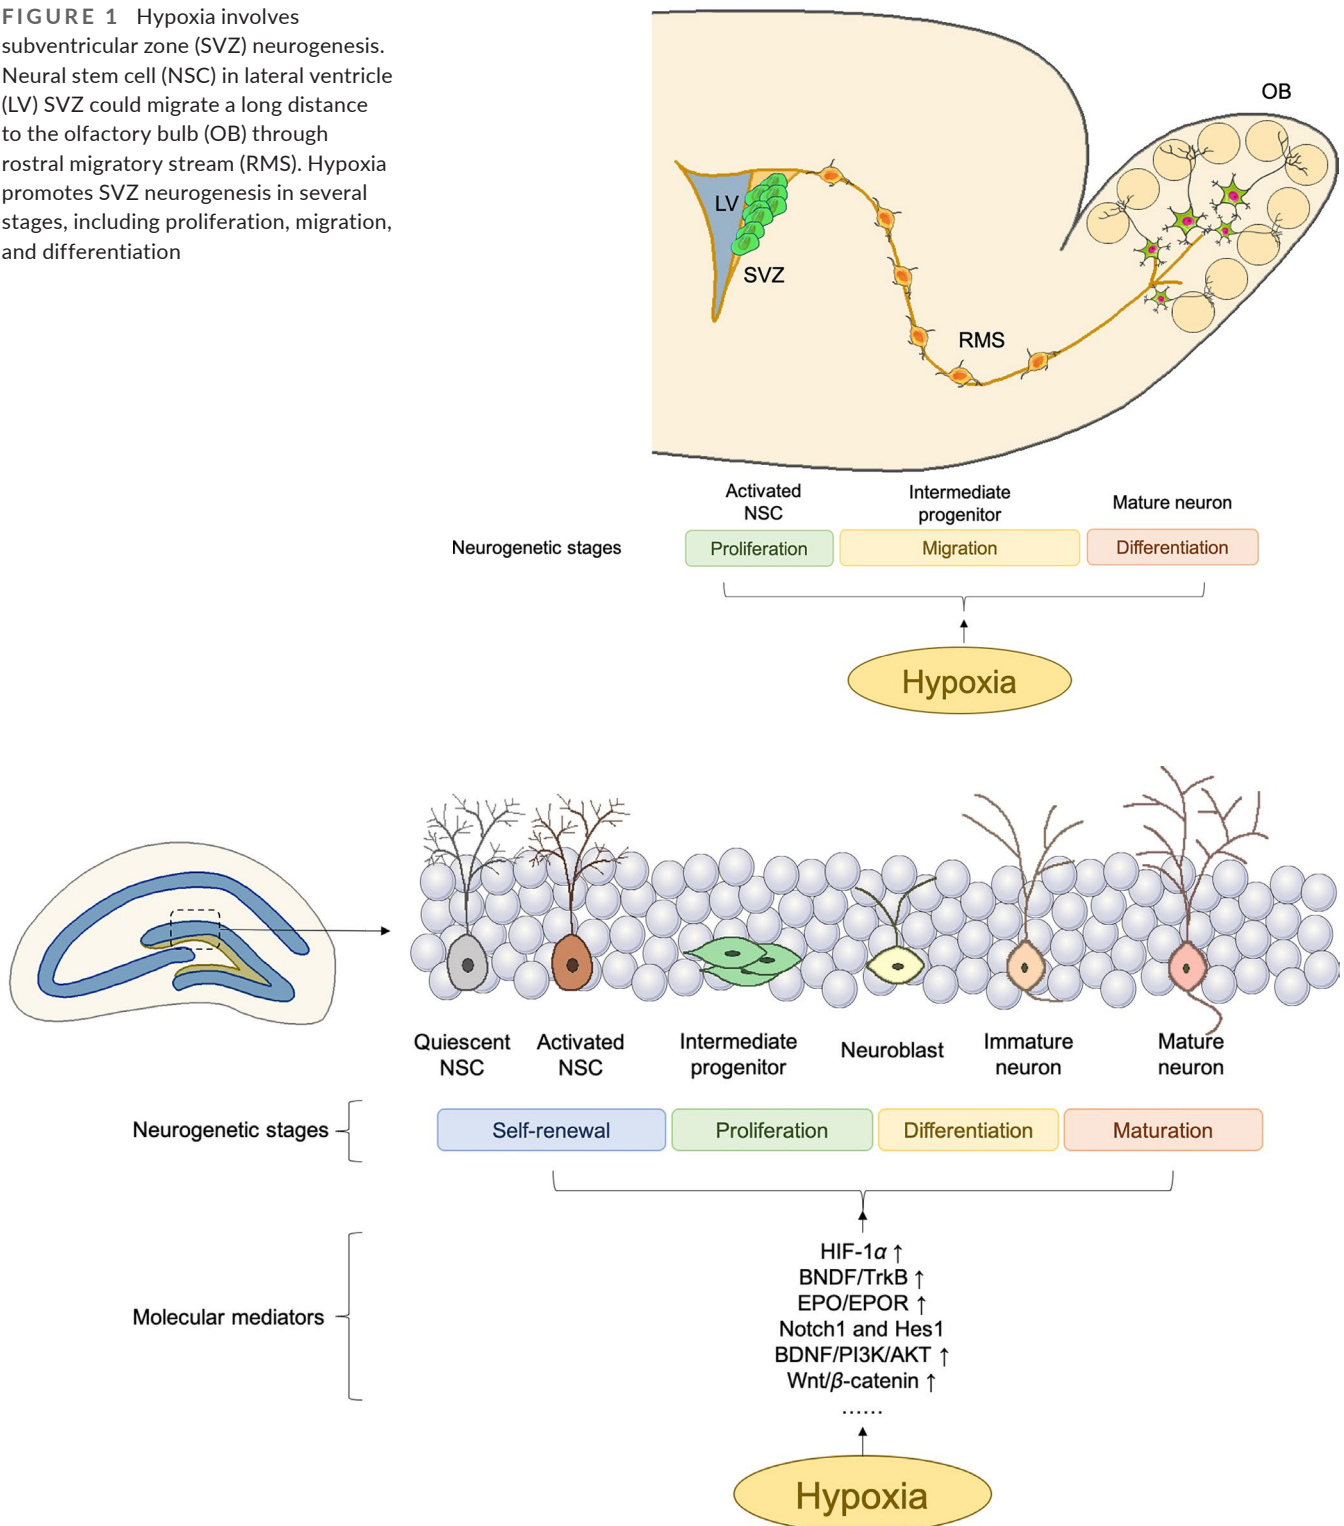 FIGURE 1 Hypoxia involves
subventricular zone (SVZ) neurogenesis.
Neural stem cell (NSC) in lateral ventricle
(LV) SVZ could migrate a long distance
to the olfactory bulb (OB) through
rostral migratory stream (RMS). Hypoxia
promotes SVZ neurogenesis in several
stages, including proliferation, migration,
and differentiation
OB
LV
SVZ
RMS
Activated
NSC
Intermediate
progenitor
Mature neuron
Neurogenetic stages
Proliferation
Migration
Differentiation
Hypoxia
Quiescent
NSC
Activated
NSC
Intermediate
progenitor
Neuroblast
Immature
neuron
Mature
neuron
Neurogenetic stages
Self-renewal
Proliferation
Differentiation
Maturation
Molecular mediators
HIF-1α ↑
BNDF/TrkB ↑
EPO/EPOR ↑
Notch1 and Hes1
BDNF/PI3K/AKT ↑
Wnt/β-catenin ↑
......
Hypoxia